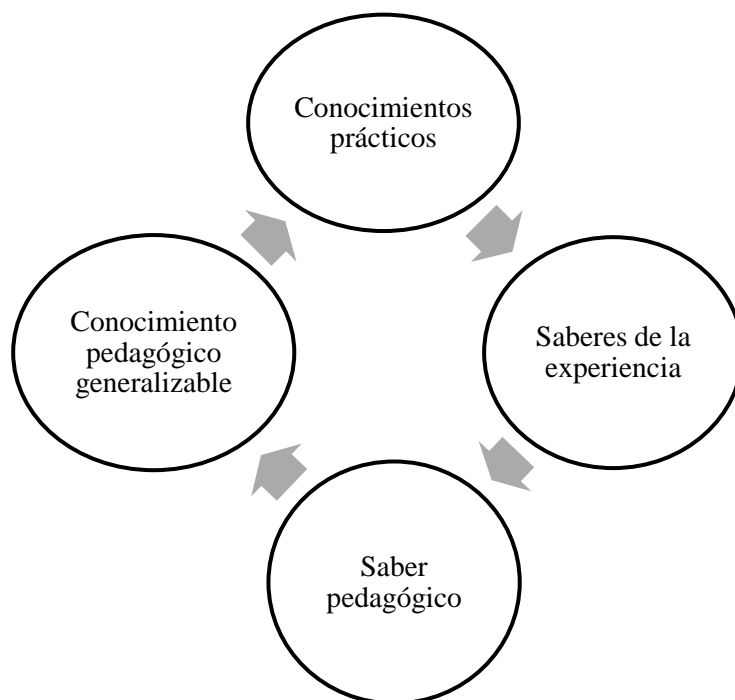 Conocimientos
prácticos
Saberes de la
experiencia
Saber
pedagógico
Conocimiento
pedagógico
generalizable